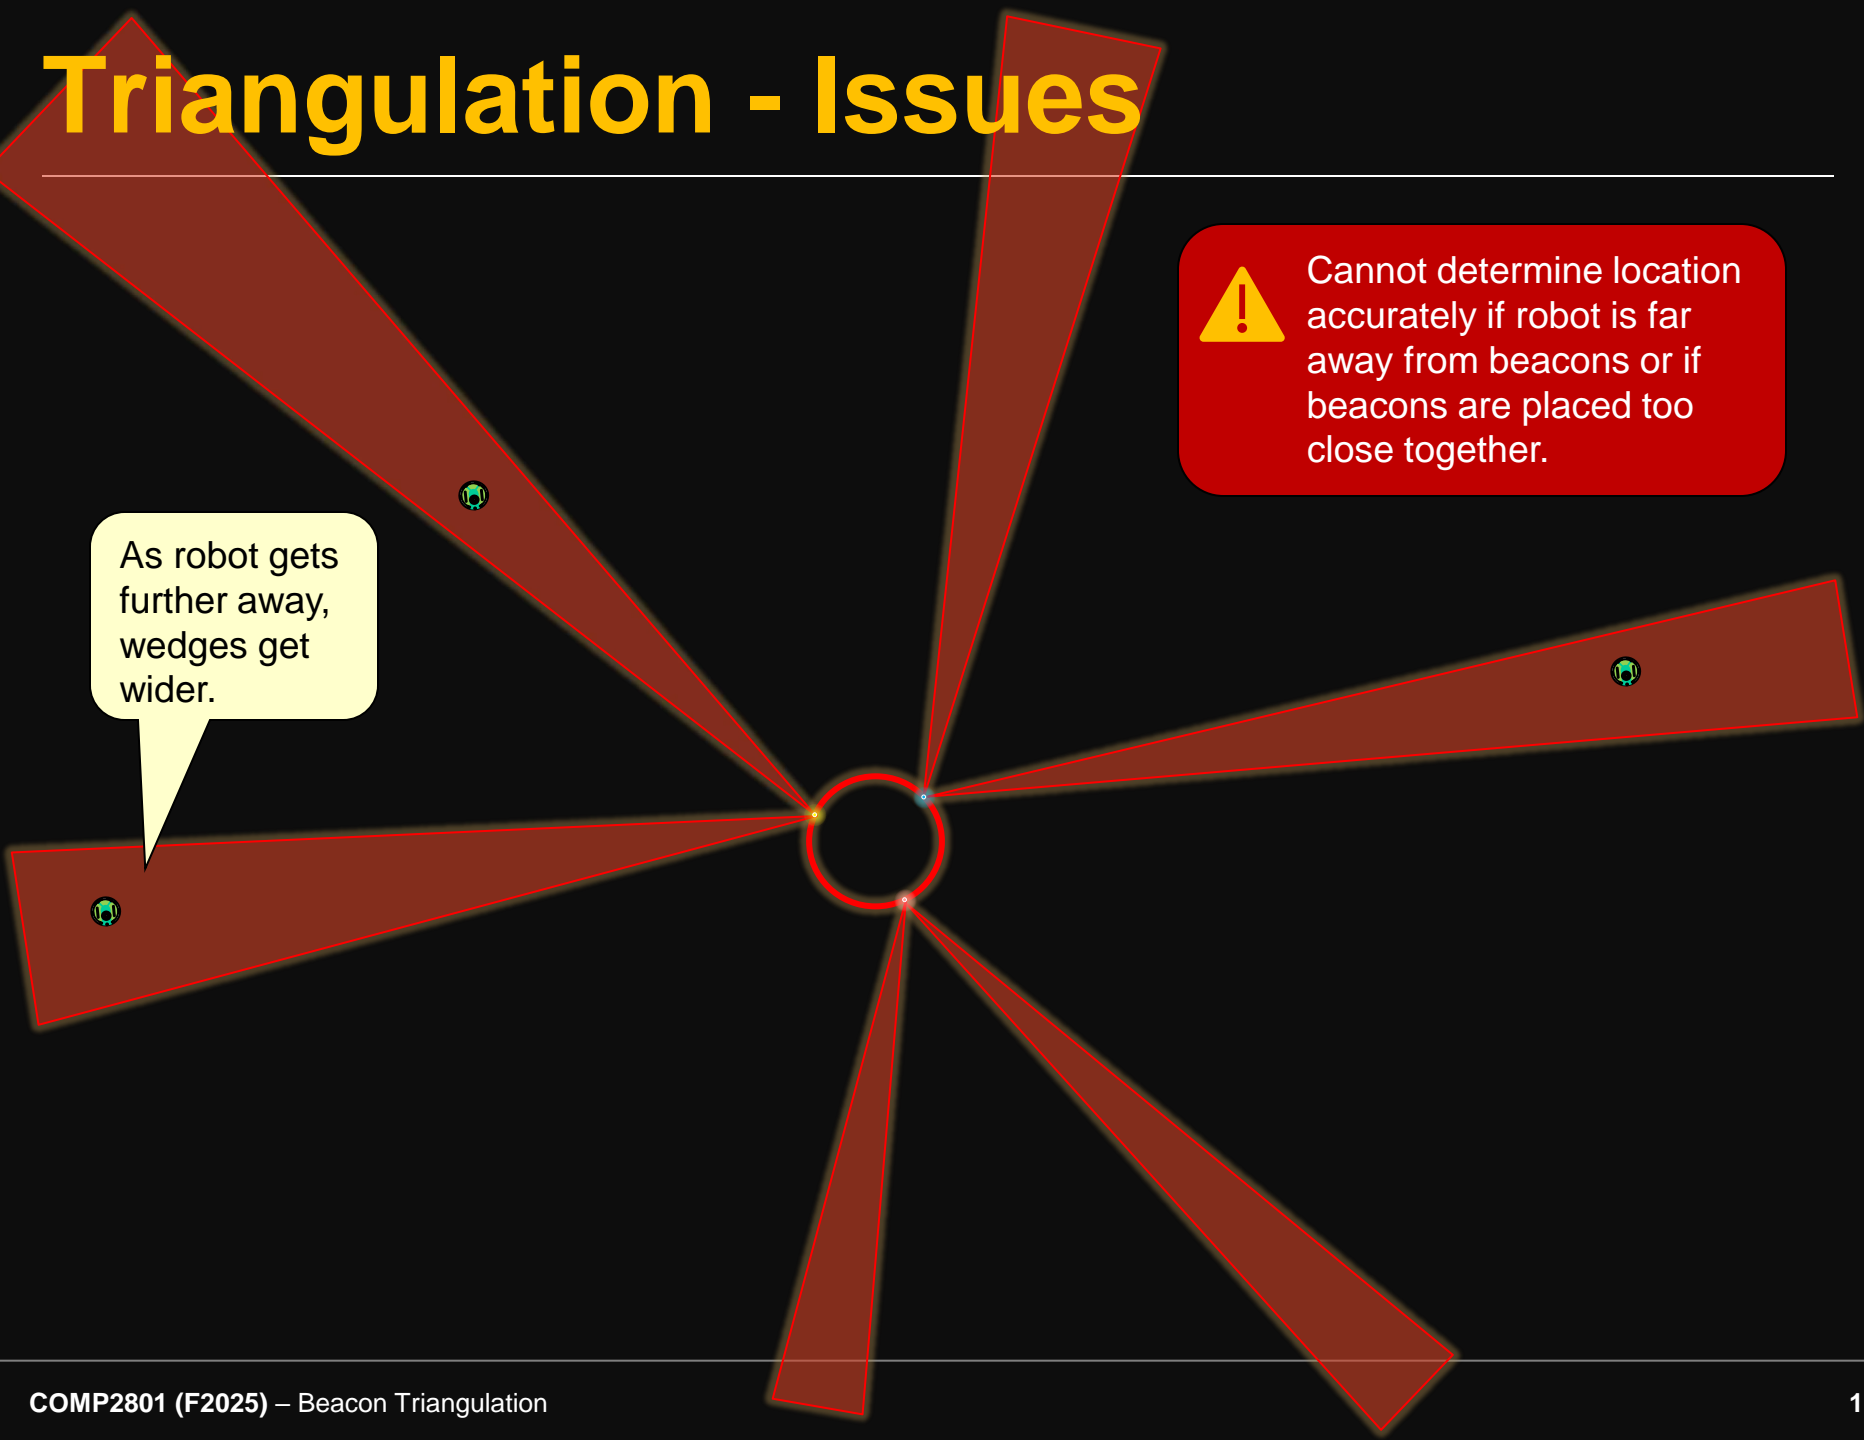 Triangulation - Issues
Cannot determine location
accurately if robot is far
away from beacons or if
beacons are placed too
close together.
As robot gets
further away,
wedges get
wider.
COMP2801 (F2025) – Beacon Triangulation
1